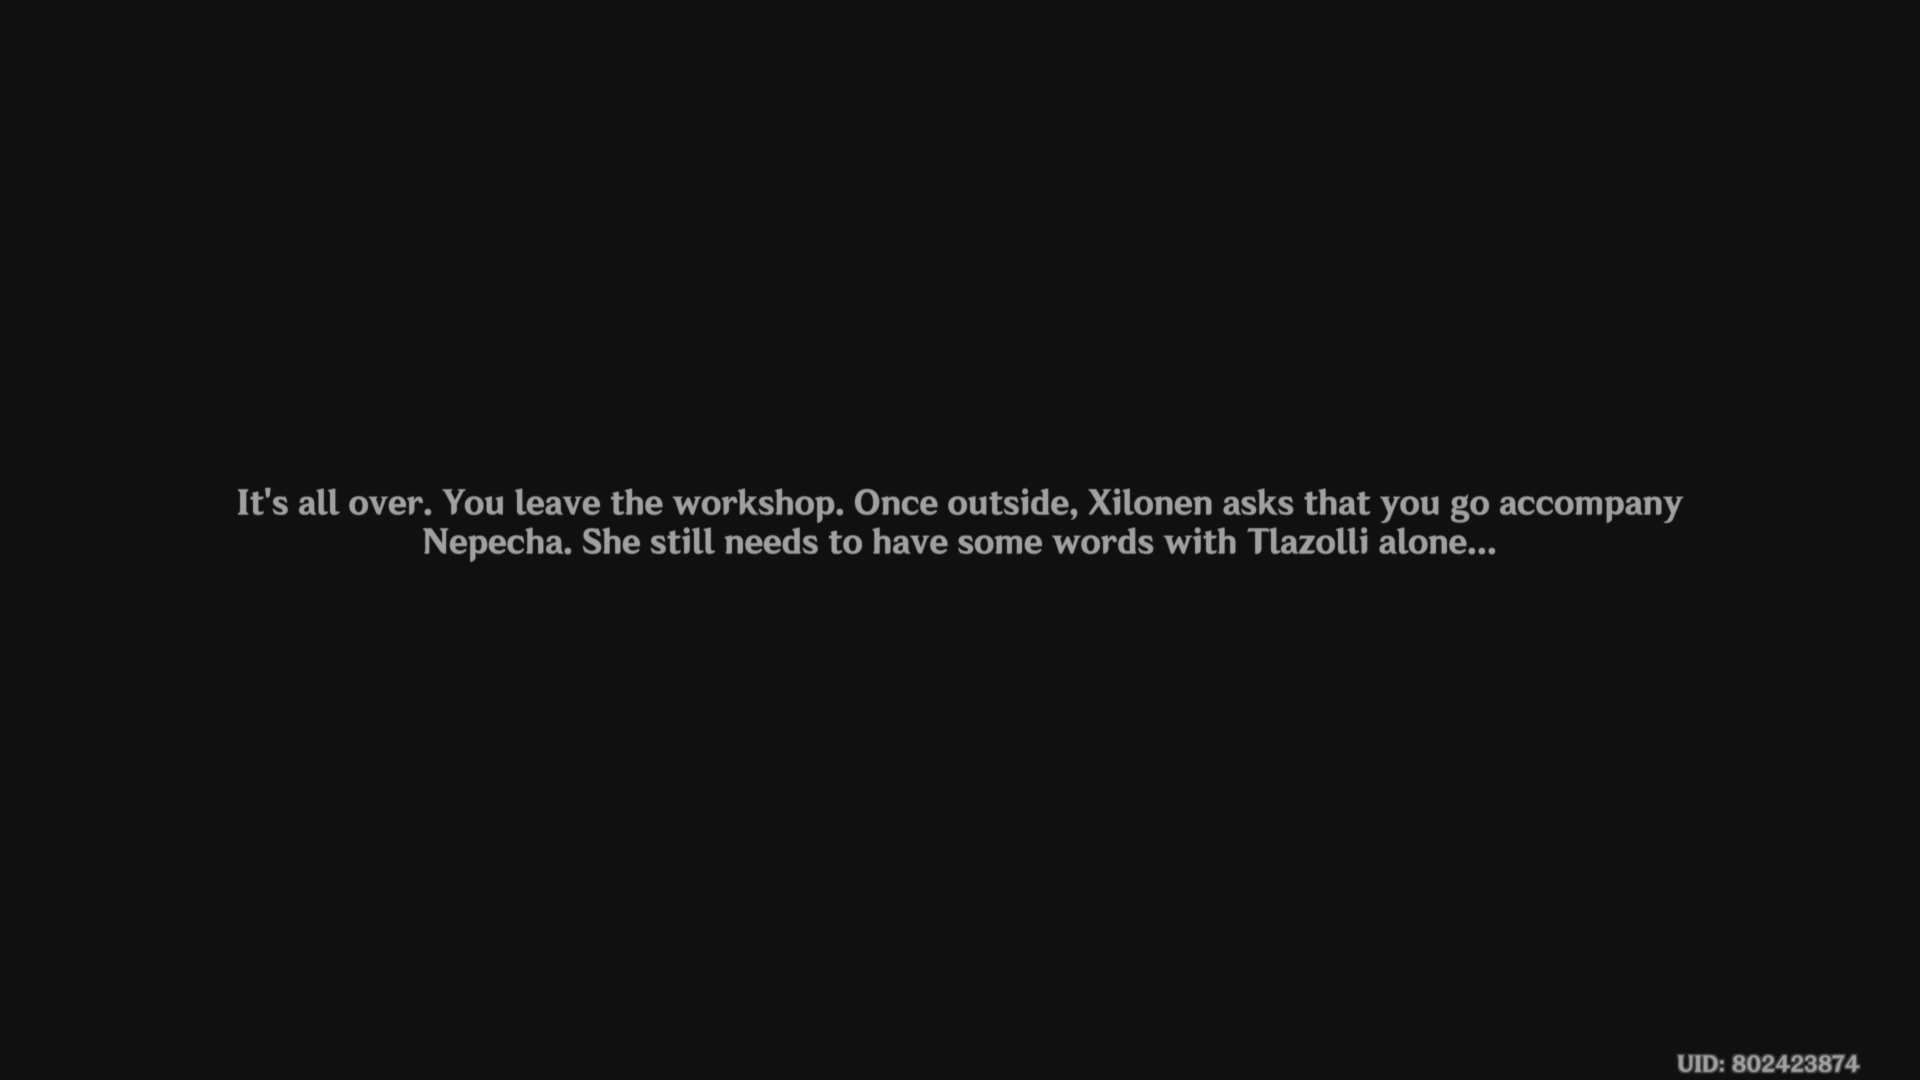 It's all over. You leave the workshop. Once outside, Xilonen asks that you go accompany
Nepecha. She still needs to have some words with Tlazolli alone...
UID: 802423874